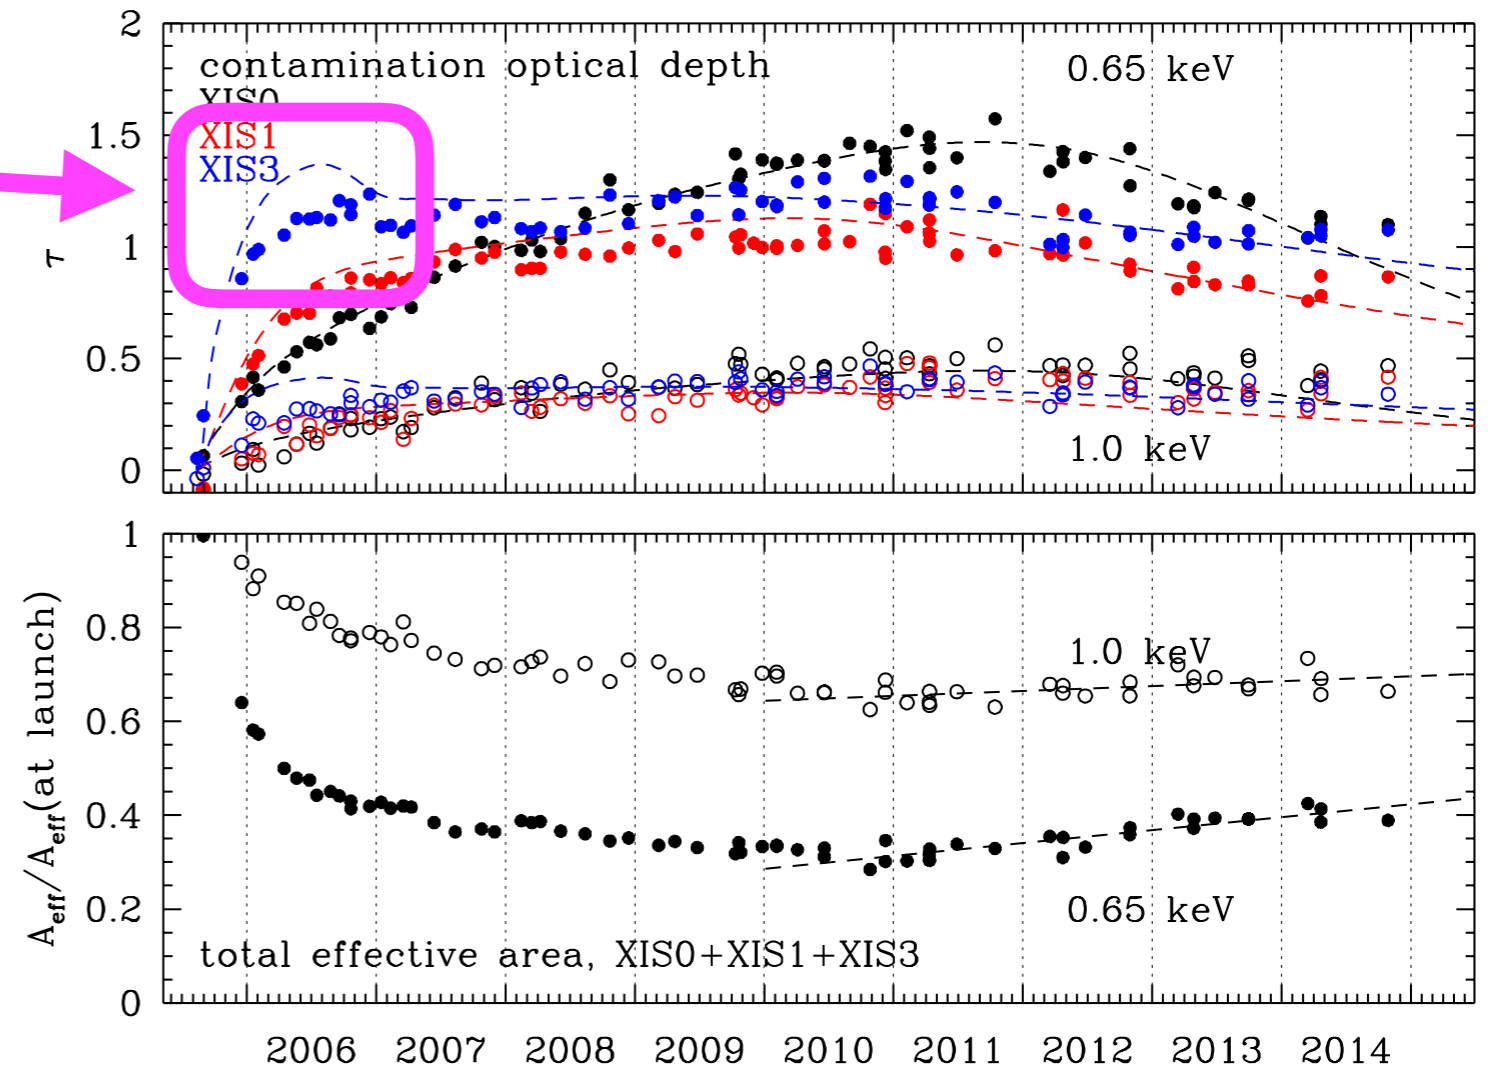 2
contamination optical depth
0.65 keV
XIS0
1.5
XIS1
XIS3
τ
1
0.5
1.0 keV
0
1
0.8
1.0 keV
0.6
0.4
0.2
0.65 keV
total effective area, XIS0+XIS1+XIS3
0
A_eff/A_eff(at launch)
2006 2007 2008 2009 2010 2011 2012 2013 2014